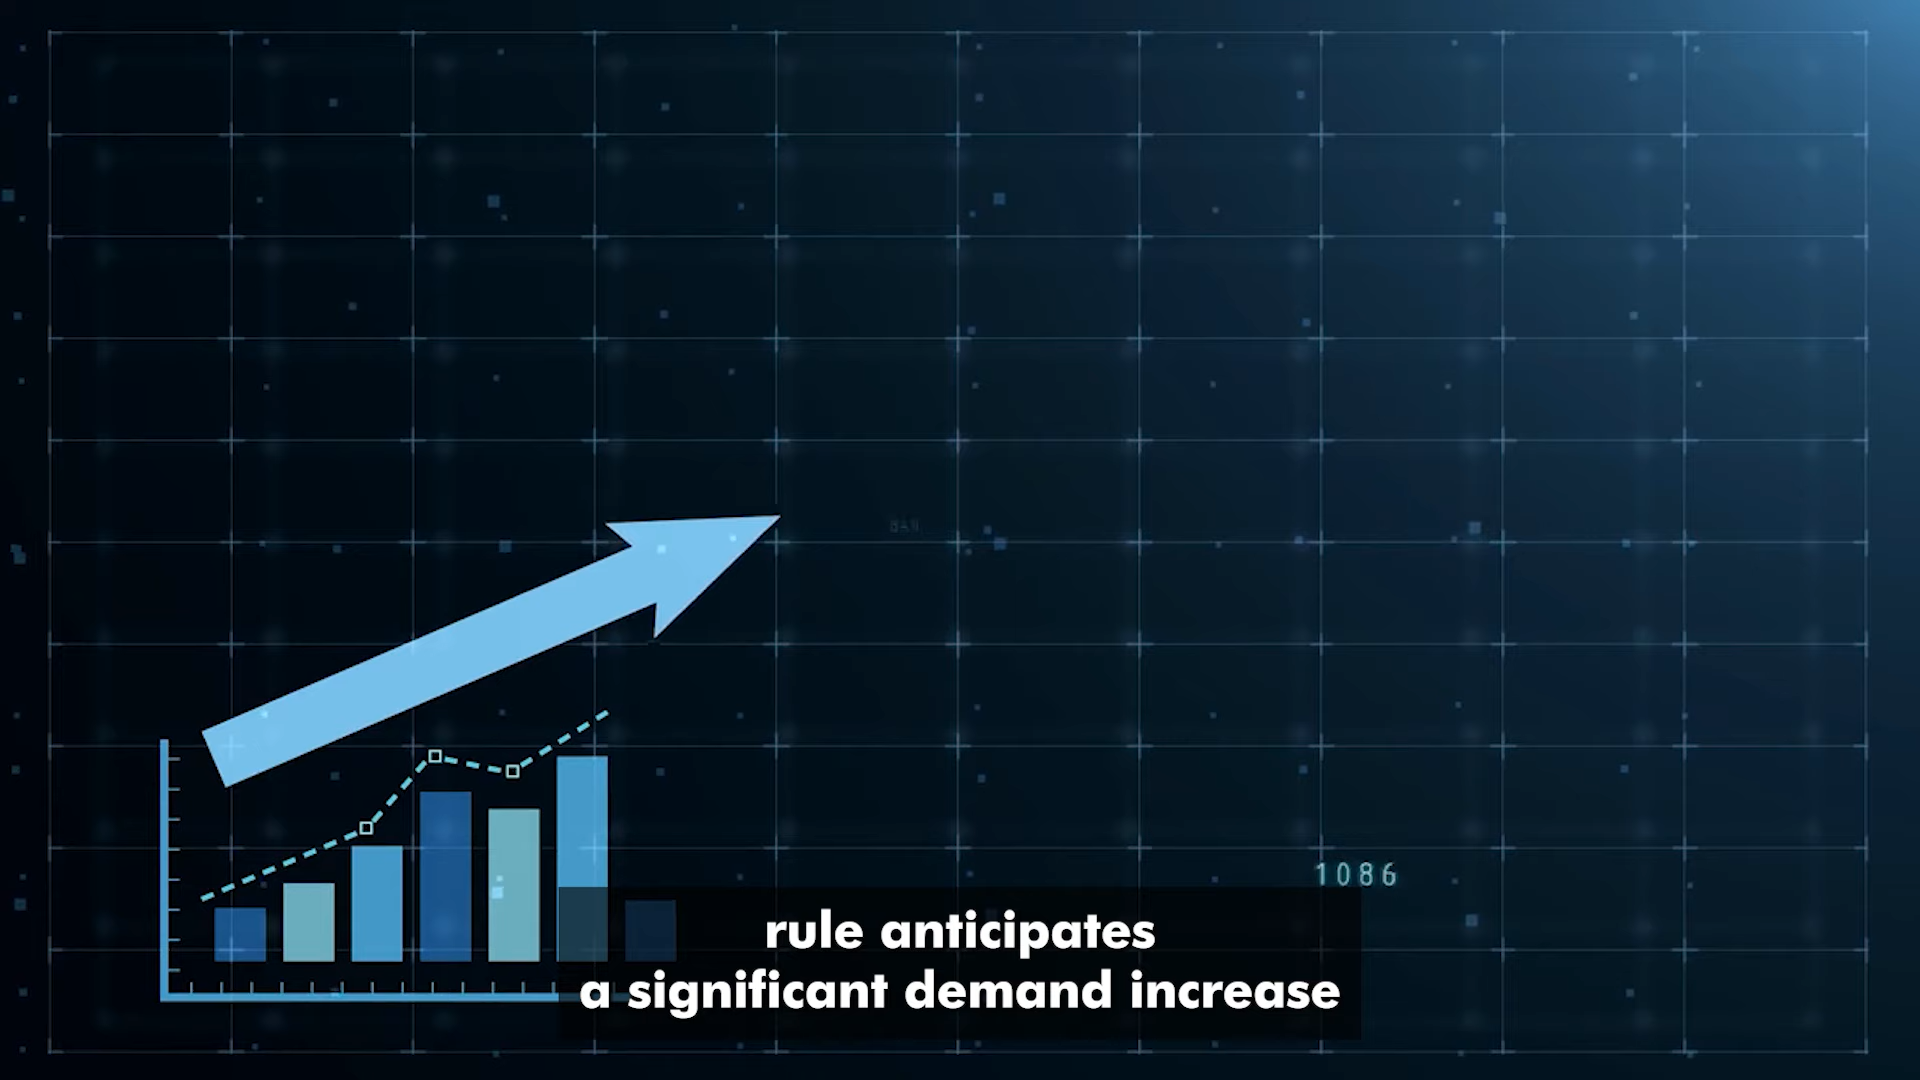 1086
rule anticipates
a significant demand increase